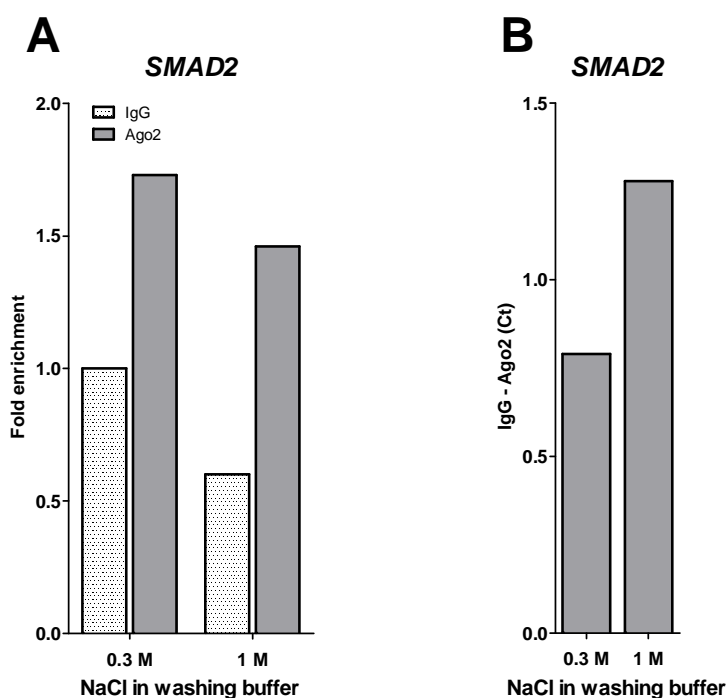 A
SMAD2
IgG
Ago2
2.0
1.5
1.0
0.5
0.0
Fold enrichment
0.3 M 1 M
NaCl in washing buffer
B
SMAD2
1.5
1.0
0.5
0.0
IgG - Ago2 (Ct)
0.3 M 1 M
NaCl in washing buffer